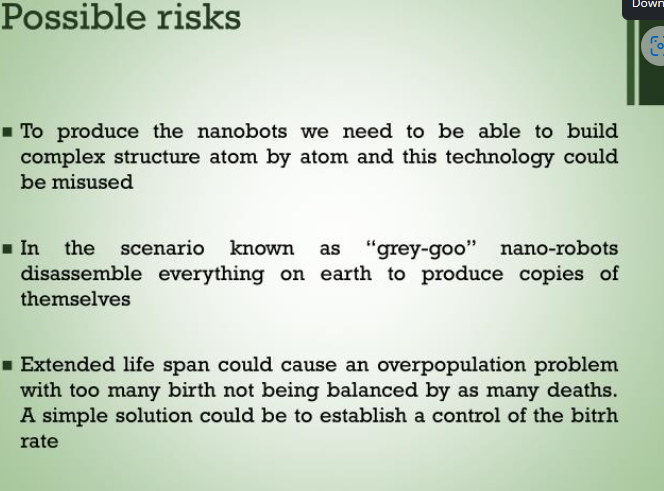 Possible risks
Down
■ To produce the nanobots we need to be able to build
complex structure atom by atom and this technology could
be misused
■ In the scenario known as “grey-goo” nano-robots
disassemble everything on earth to produce copies of
themselves
■ Extended life span could cause an overpopulation problem
with too many birth not being balanced by as many deaths.
A simple solution could be to establish a control of the bitrh
rate